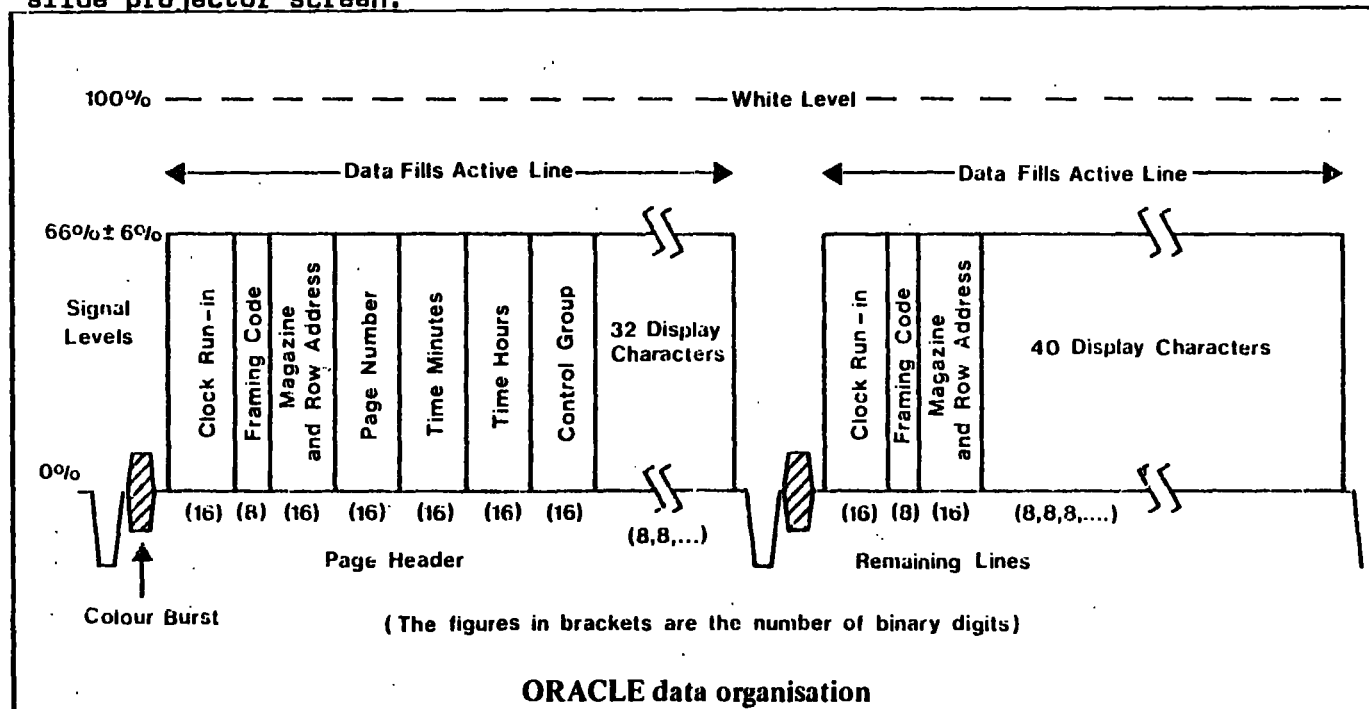 slide projector screen.
100%
White Level
Data Fills Active Line
Data Fills Active Line
66%± 6%
Signal
Levels
Clock Run-in
Framing Code
Magazine
and Row Address
Page Number
Time Minutes
Time Hours
Control Group
32 Display
Characters
Clock Run-in
Framing Code
Magazine
and Row Address
40 Display Characters
0%
(16) (8) (16) (16) (16) (16) (16)
(8,8,...)
(16) (8) (16) (8,8,8,....)
Page Header
Remaining Lines
Colour Burst
(The figures in brackets are the number of binary digits)
ORACLE data organisation